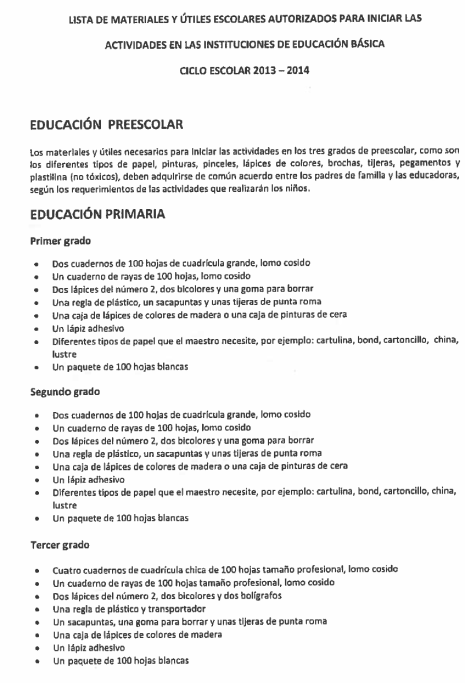 LISTA DE MATERIALES Y ÚTILES ESCOLARES AUTORIZADOS PARA INICIAR LAS
ACTIVIDADES EN LAS INSTITUCIONES DE EDUCACIÓN BÁSICA
CICLO ESCOLAR 2013 – 2014
EDUCACIÓN PREESCOLAR
Los materiales y útiles necesarios para iniciar las actividades en los tres grados de preescolar, como son
los diferentes tipos de papel, pinturas, pinceles, lápices de colores, brochas, tijeras, pegamentos y
plastilina (no tóxicos), deben adquirirse de común acuerdo entre los padres de familia y las educadoras,
según los requerimientos de las actividades que realizarán los niños.
EDUCACIÓN PRIMARIA
Primer grado
• Dos cuadernos de 100 hojas de cuadrícula grande, lomo cosido
• Un cuaderno de rayas de 100 hojas, lomo cosido
• Dos lápices del número 2, dos bicolores y una goma para borrar
• Una regla de plástico, un sacapuntas y unas tijeras de punta roma
• Una caja de lápices de colores de madera o una caja de pinturas de cera
• Un lápiz adhesivo
• Diferentes tipos de papel que el maestro necesite, por ejemplo: cartulina, bond, cartoncillo, china,
lustre
• Un paquete de 100 hojas blancas
Segundo grado
• Dos cuadernos de 100 hojas de cuadrícula grande, lomo cosido
• Un cuaderno de rayas de 100 hojas, lomo cosido
• Dos lápices del número 2, dos bicolores y una goma para borrar
• Una regla de plástico, un sacapuntas y unas tijeras de punta roma
• Una caja de lápices de colores de madera o una caja de pinturas de cera
• Un lápiz adhesivo
• Diferentes tipos de papel que el maestro necesite, por ejemplo: cartulina, bond, cartoncillo, china,
lustre
• Un paquete de 100 hojas blancas
Tercer grado
• Cuatro cuadernos de cuadrícula chica de 100 hojas tamaño profesional, lomo cosido
• Un cuaderno de rayas de 100 hojas tamaño profesional, lomo cosido
• Dos lápices del número 2, dos bicolores y dos bolígrafos
• Una regla de plástico y transportador
• Un sacapuntas, una goma para borrar y unas tijeras de punta roma
• Una caja de lápices de colores de madera
• Un lápiz adhesivo
• Un paquete de 100 hojas blancas